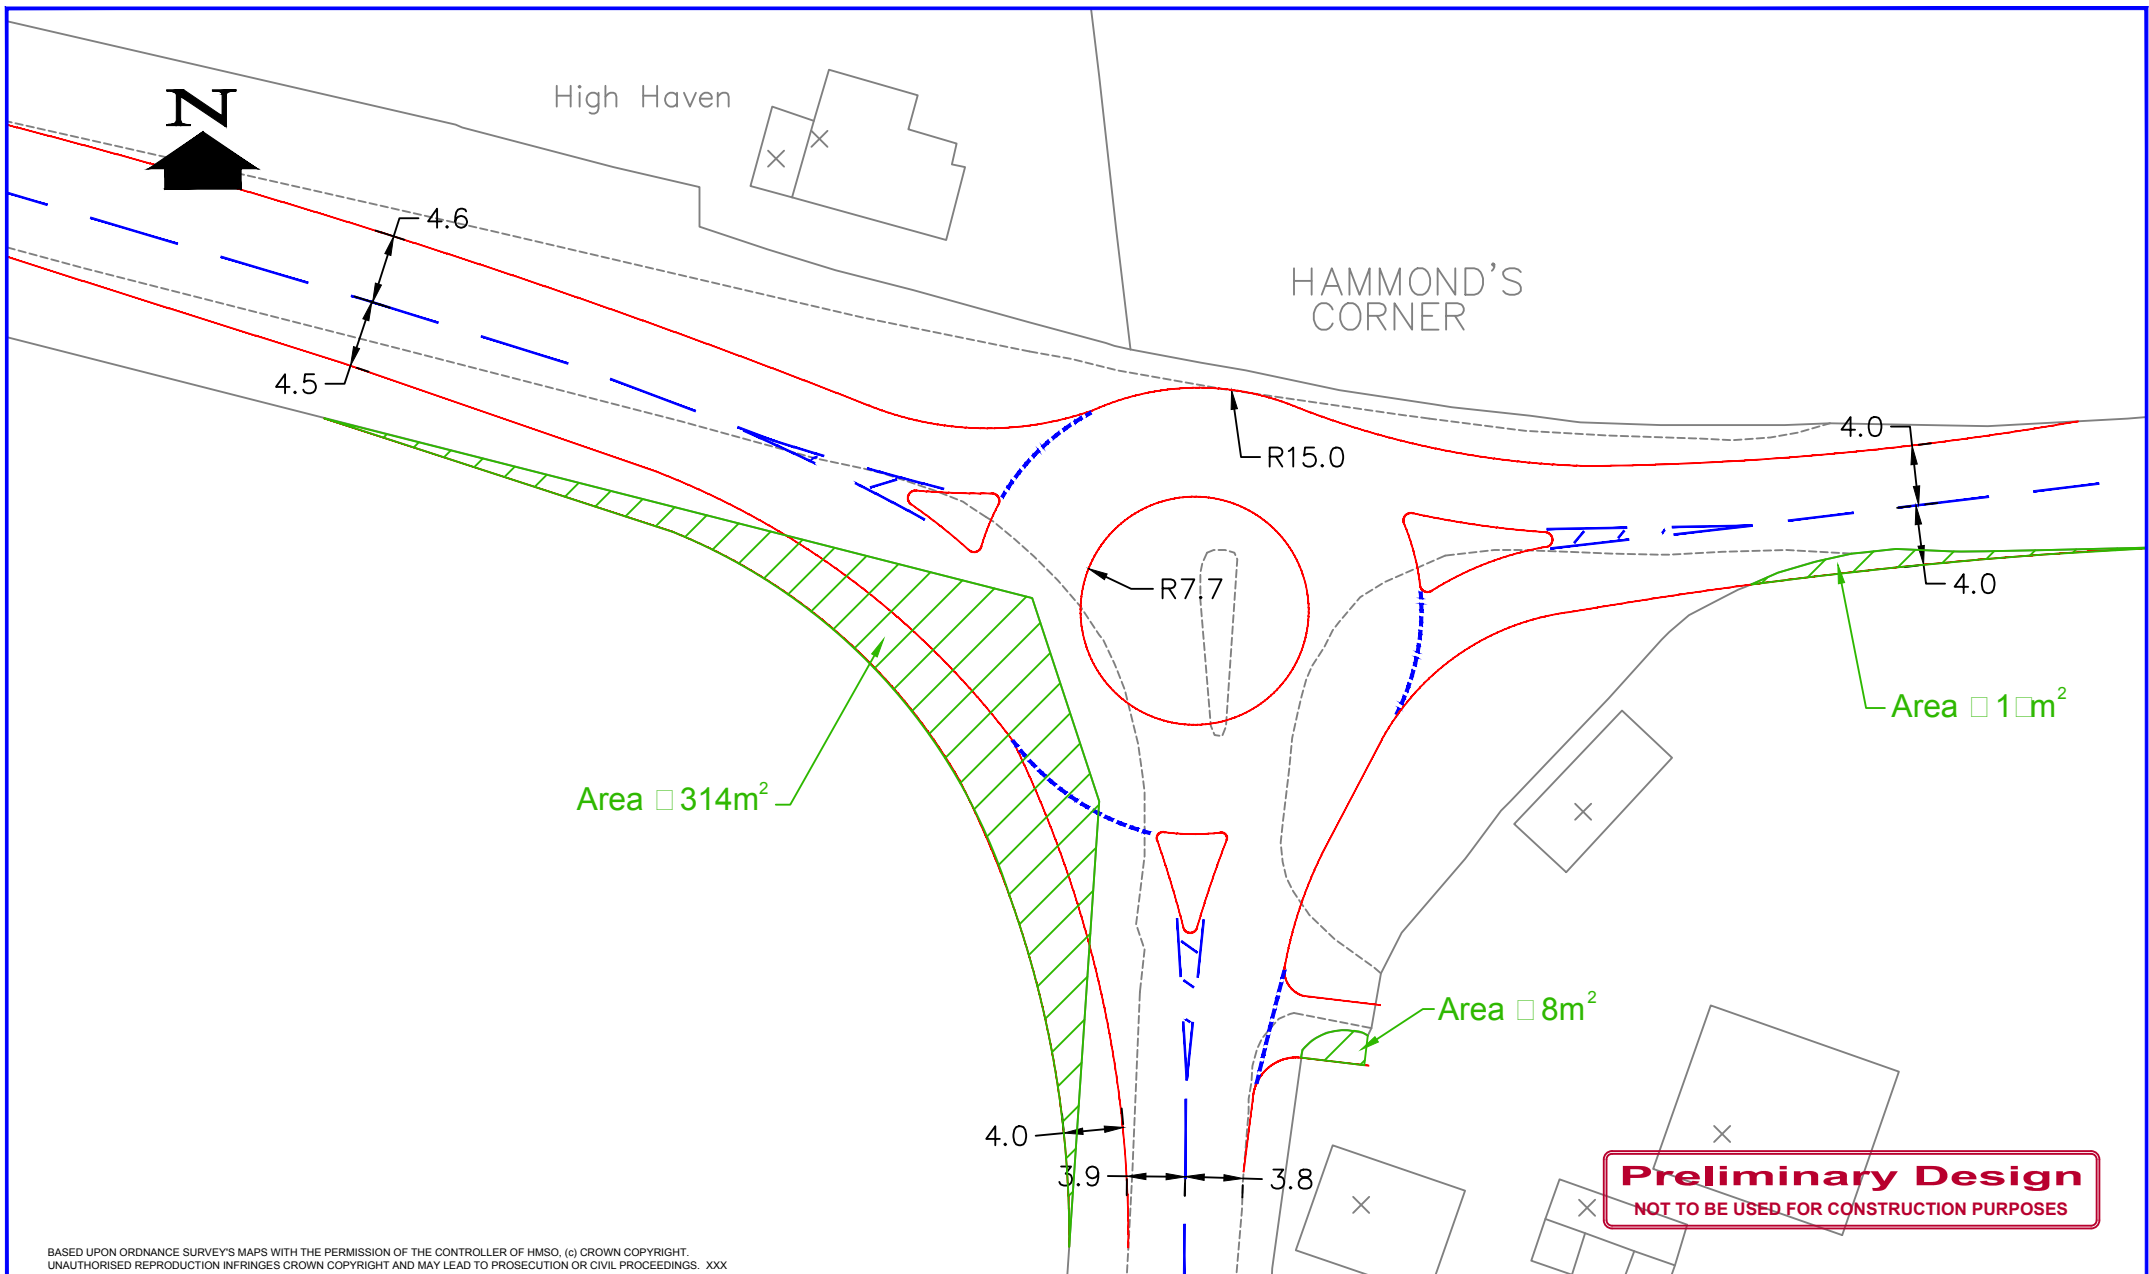 N
High Haven
4.6
HAMMOND'S
CORNER
4.5
4.0
R15.0
R7.7
4.0
Area □ 1□m²
Area □ 314m²
Area □ 8m²
4.0
3.9
3.8
Preliminary Design
NOT TO BE USED FOR CONSTRUCTION PURPOSES
BASED UPON ORDNANCE SURVEY'S MAPS WITH THE PERMISSION OF THE CONTROLLER OF HMSO, (c) CROWN COPYRIGHT.
UNAUTHORISED REPRODUCTION INFRINGES CROWN COPYRIGHT AND MAY LEAD TO PROSECUTION OR CIVIL PROCEEDINGS. XXX